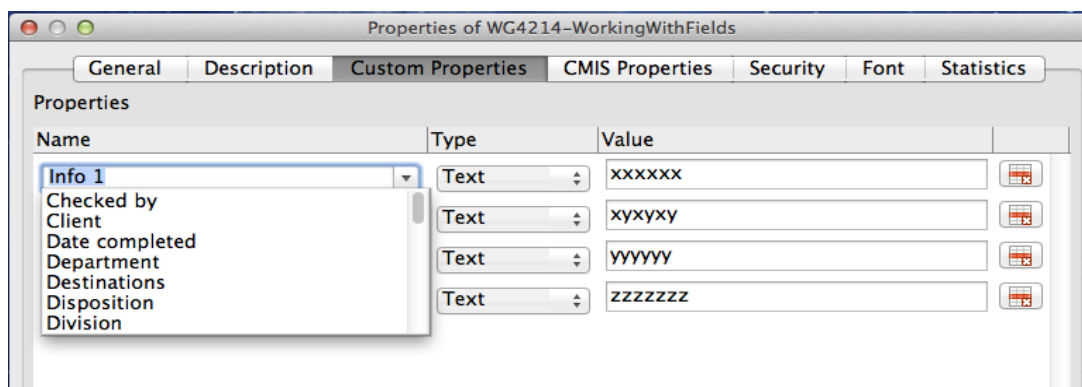 Properties of WG4214-WorkingWithFields
General Description Custom Properties CMIS Properties Security Font Statistics
Properties
Name Type Value
Info 1 Text xxxxxx
Checked by
Client Text xyxyxy
Date completed
Department Text yyyyyy
Destinations
Disposition Text zzzzzzz
Division